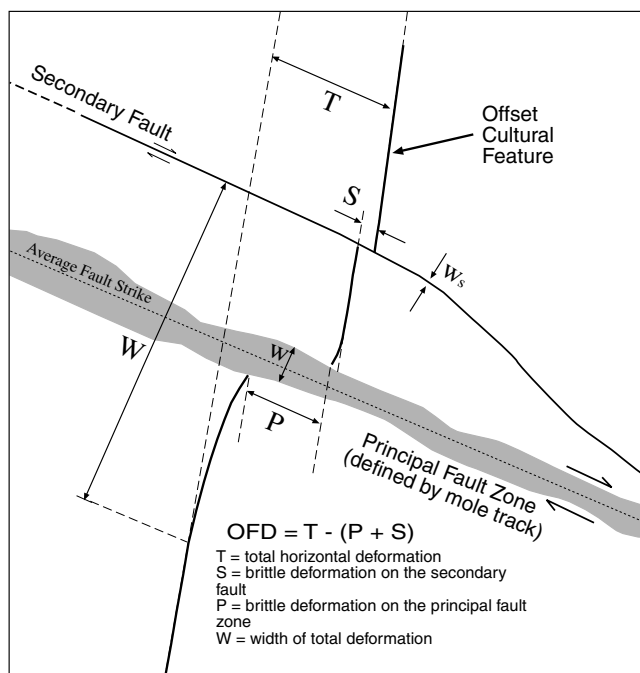 Secondary Fault
T
Offset
Cultural
Feature
S
Ws
Average Fault Strike
W
w
P
Principal Fault Zone
(defined by mole track)
OFD = T - (P + S)
T = total horizontal deformation
S = brittle deformation on the secondary
fault
P = brittle deformation on the principal fault
zone
W = width of total deformation